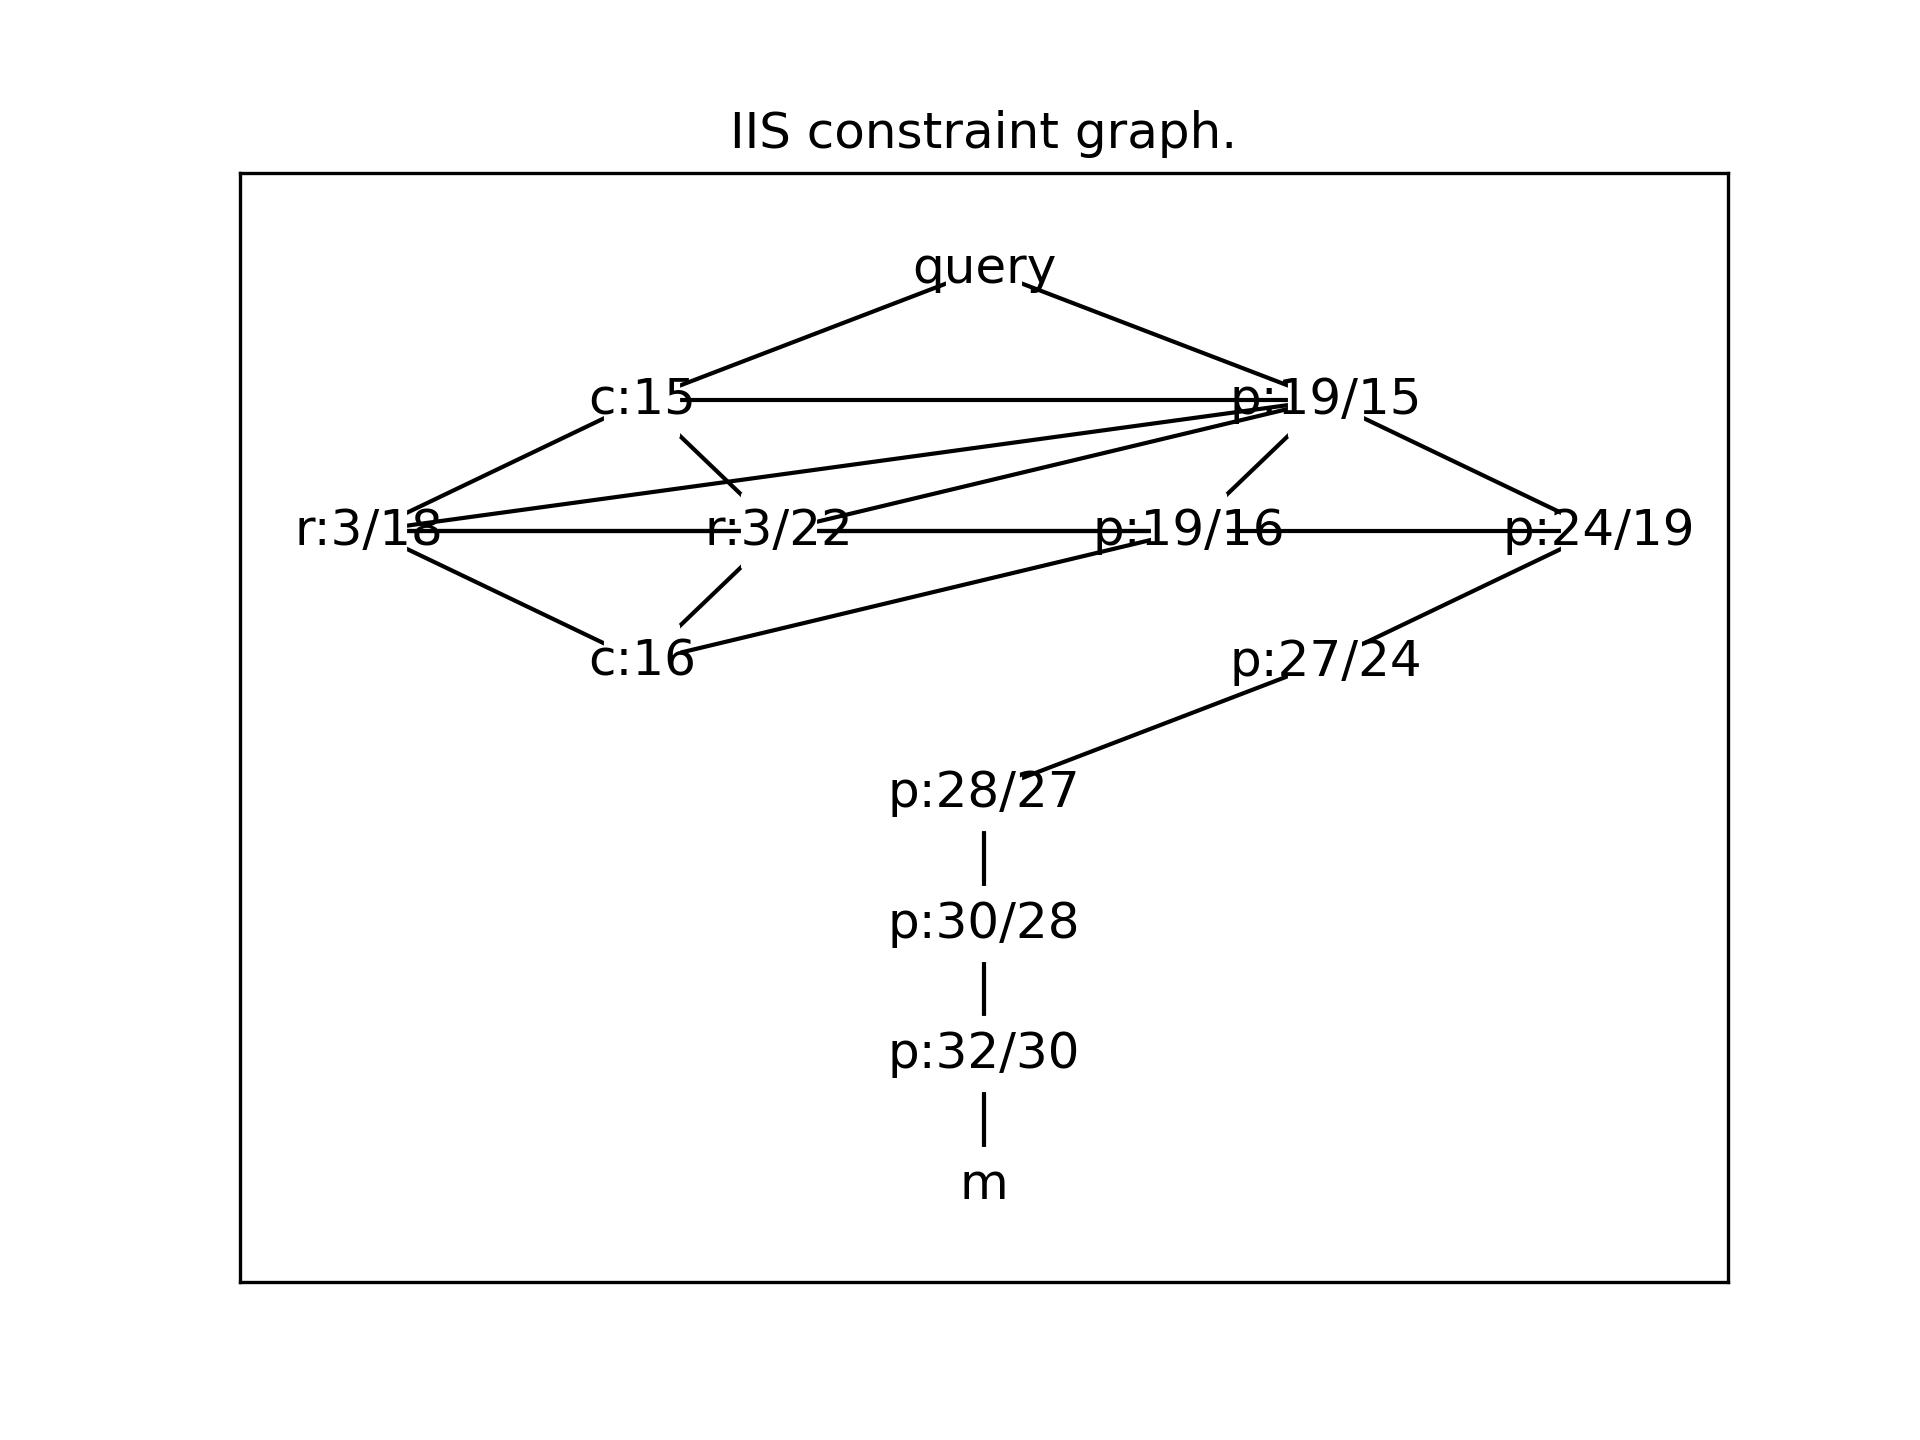 IIS constraint graph.
query
c:15
p:19/15
r:3/18
r:3/22
p:19/16
p:24/19
c:16
p:27/24
p:28/27
p:30/28
p:32/30
m